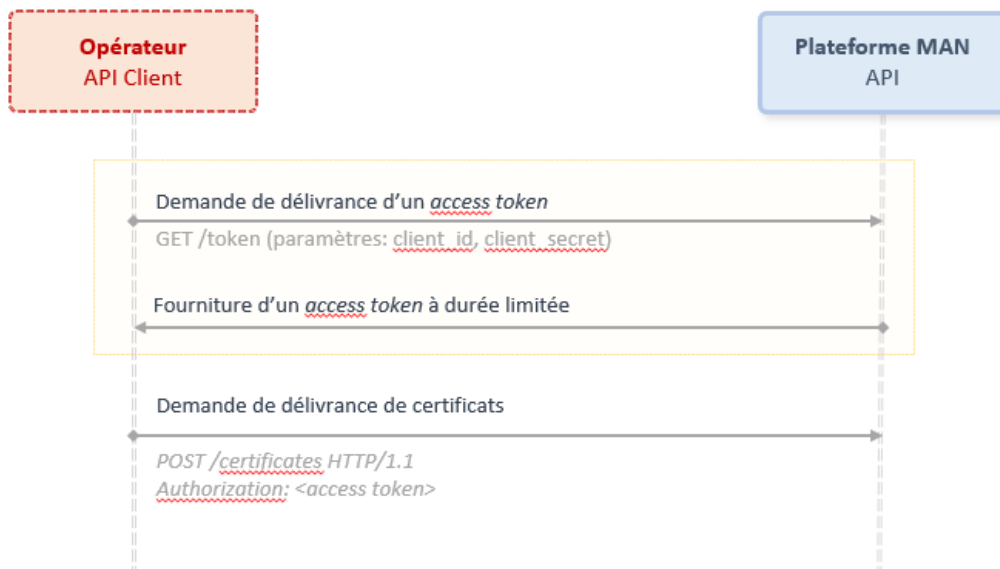 Opérateur
API Client
Plateforme MAN
API
Demande de délivrance d’un access token
GET /token (paramètres: client_id, client_secret)
Fourniture d’un access token à durée limitée
Demande de délivrance de certificats
POST /certificates HTTP/1.1
Authorization: <access token>